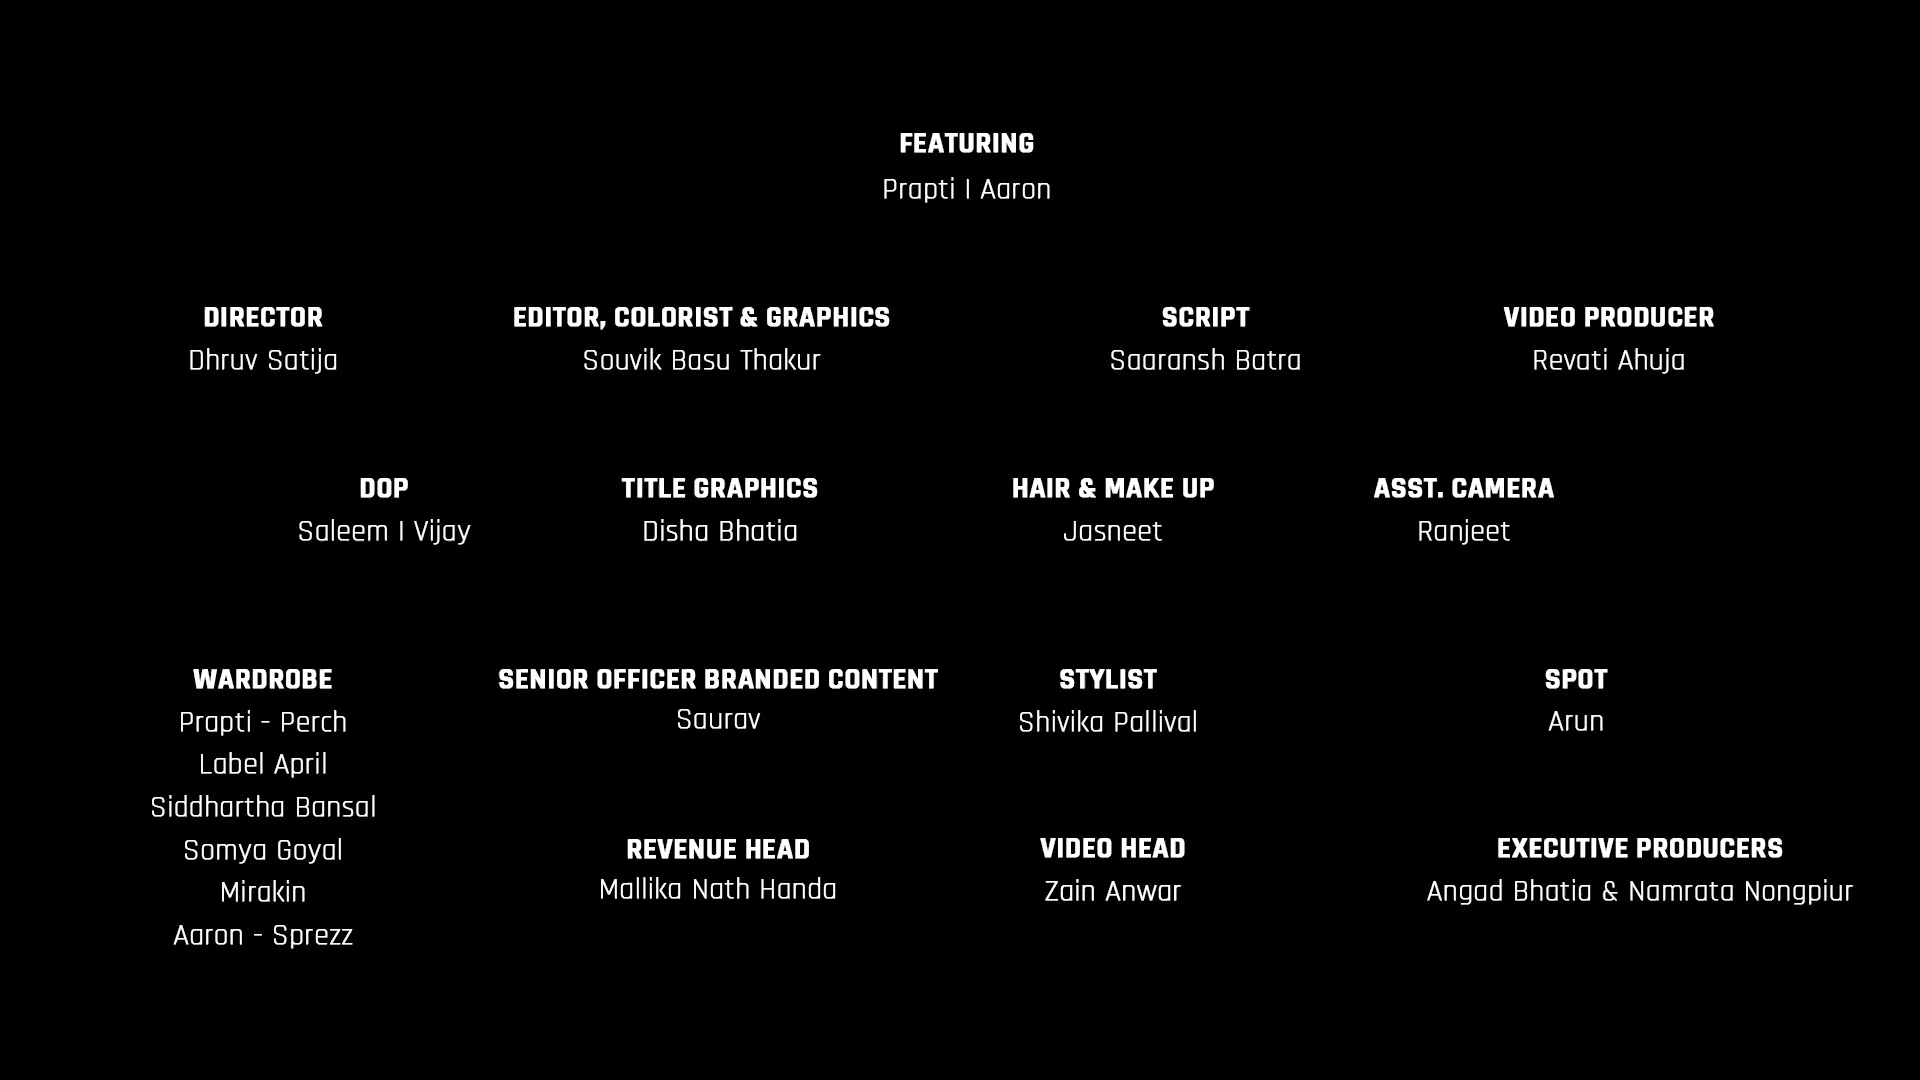 FEATURING
Prapti | Aaron
DIRECTOR
Dhruv Satija
EDITOR, COLORIST & GRAPHICS
Souvik Basu Thakur
SCRIPT
Saaransh Batra
VIDEO PRODUCER
Revati Ahuja
DOP
Saleem | Vijay
TITLE GRAPHICS
Disha Bhatia
HAIR & MAKE UP
Jasneet
ASST. CAMERA
Ranjeet
WARDROBE
Prapti - Perch
Label April
Siddhartha Bansal
Somya Goyal
Mirakin
Aaron - Sprezz
SENIOR OFFICER BRANDED CONTENT
Saurav
STYLIST
Shivika Pallival
SPOT
Arun
REVENUE HEAD
Mallika Nath Handa
VIDEO HEAD
Zain Anwar
EXECUTIVE PRODUCERS
Angad Bhatia & Namrata Nongpiur